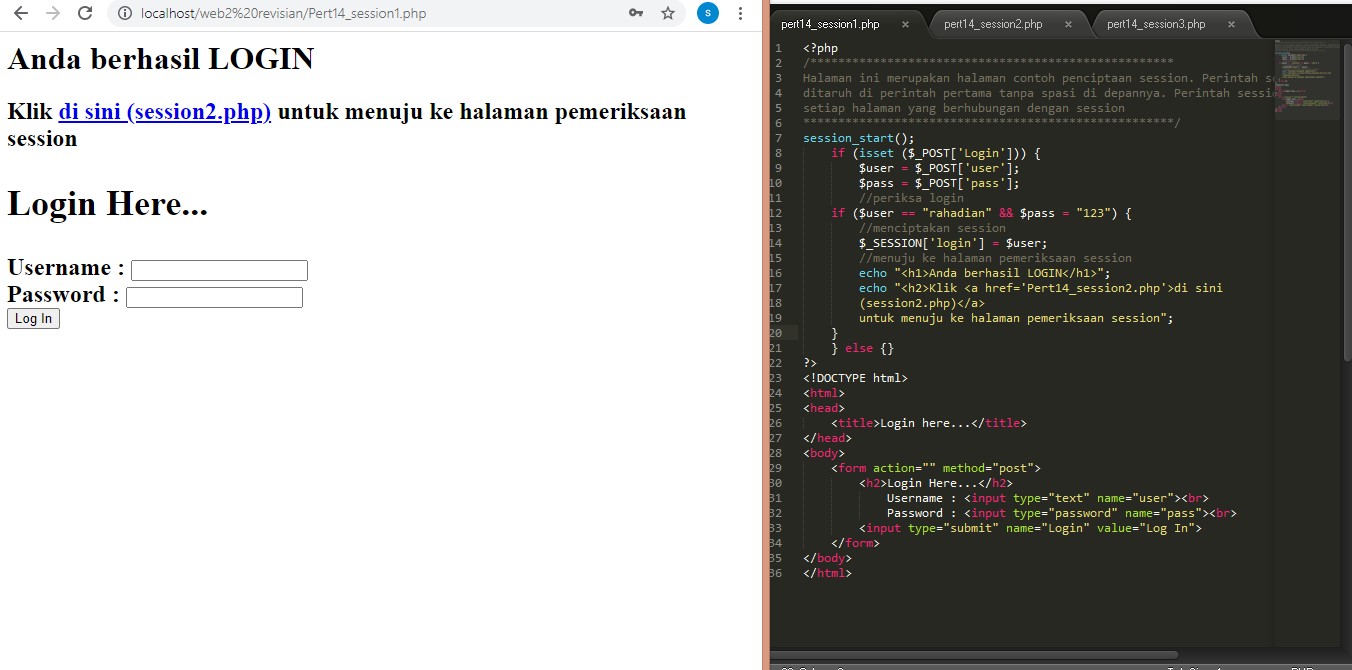 localhost/web2%20revisian/Pert14_session1.php
S
Anda berhasil LOGIN
Klik di sini (session2.php) untuk menuju ke halaman pemeriksaan
session
Login Here...
Username :
Password :
Log In
pert14_session1.php × pert14_session2.php × pert14_session3.php ×
1 <?php
2 /****************************************************
3 Halaman ini merupakan halaman contoh penciptaan session. Perintah
4 ditaruh di perintah pertama tanpa spasi di depannya. Perintah
5 setiap halaman yang berhubungan dengan session
6 *****************************************************/
7 session_start();
8 if (isset ($_POST['Login'])) {
9 $user = $_POST['user'];
10 $pass = $_POST['pass'];
11 //periksa login
12 if ($user == "rahadian" && $pass = "123") {
13 //menciptakan session
14 $_SESSION['login'] = $user;
15 //menuju ke halaman pemeriksaan session
16 echo "<h1>Anda berhasil LOGIN</h1>";
17 echo "<h2>Klik <a href='Pert14_session2.php'>di sini
18 (session2.php)</a>
19 untuk menuju ke halaman pemeriksaan session";
20 }
21 } else {}
22 ?>
23 <!DOCTYPE html>
24 <html>
25 <head>
26 <title>Login here...</title>
27 </head>
28 <body>
29 <form action="" method="post">
30 <h2>Login Here...</h2>
31 Username : <input type="text" name="user"><br>
32 Password : <input type="password" name="pass"><br>
33 <input type="submit" name="Login" value="Log In">
34 </form>
35 </body>
36 </html>